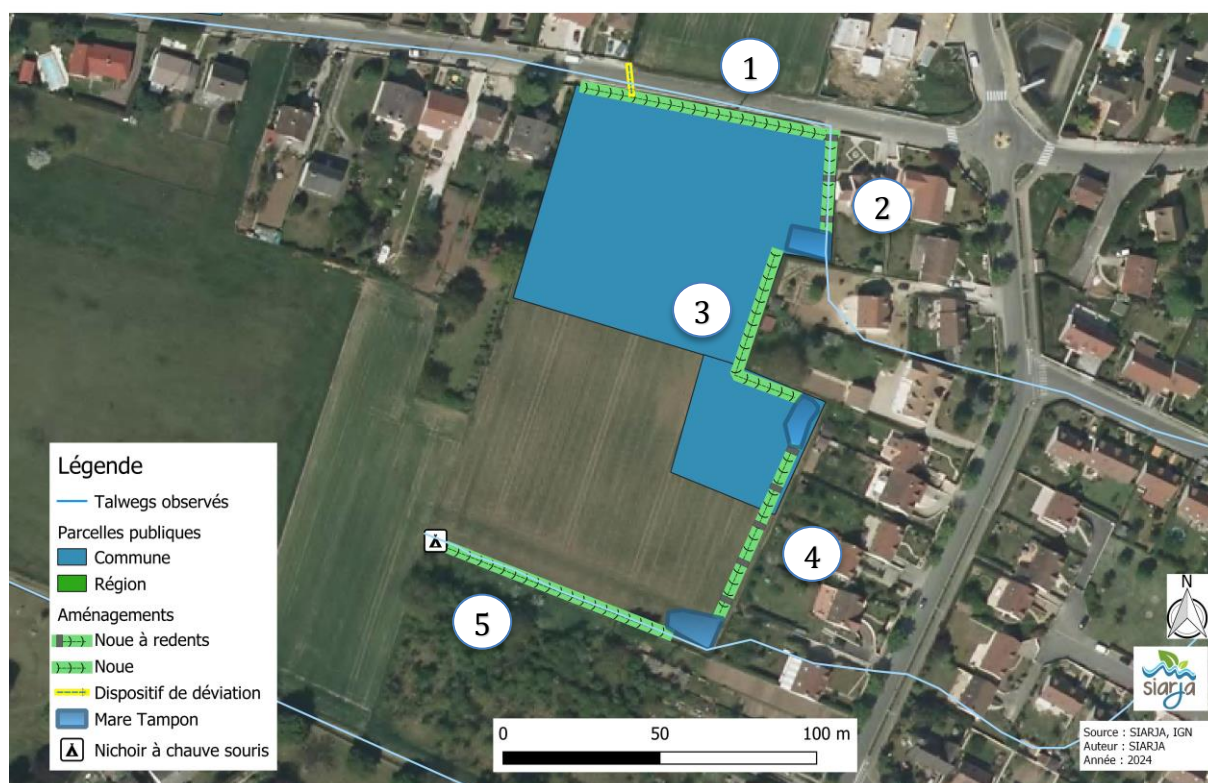 1
2
3
4
5
Légende
Talwegs observés
Parcelles publiques
Commune
Région
Aménagements
Noue à redents
Noue
Dispositif de déviation
Mare Tampon
Nichoir à chauve souris
0 50 100 m
N
siarja
Source : SIARJA, IGN
Auteur : SIARJA
Année : 2024